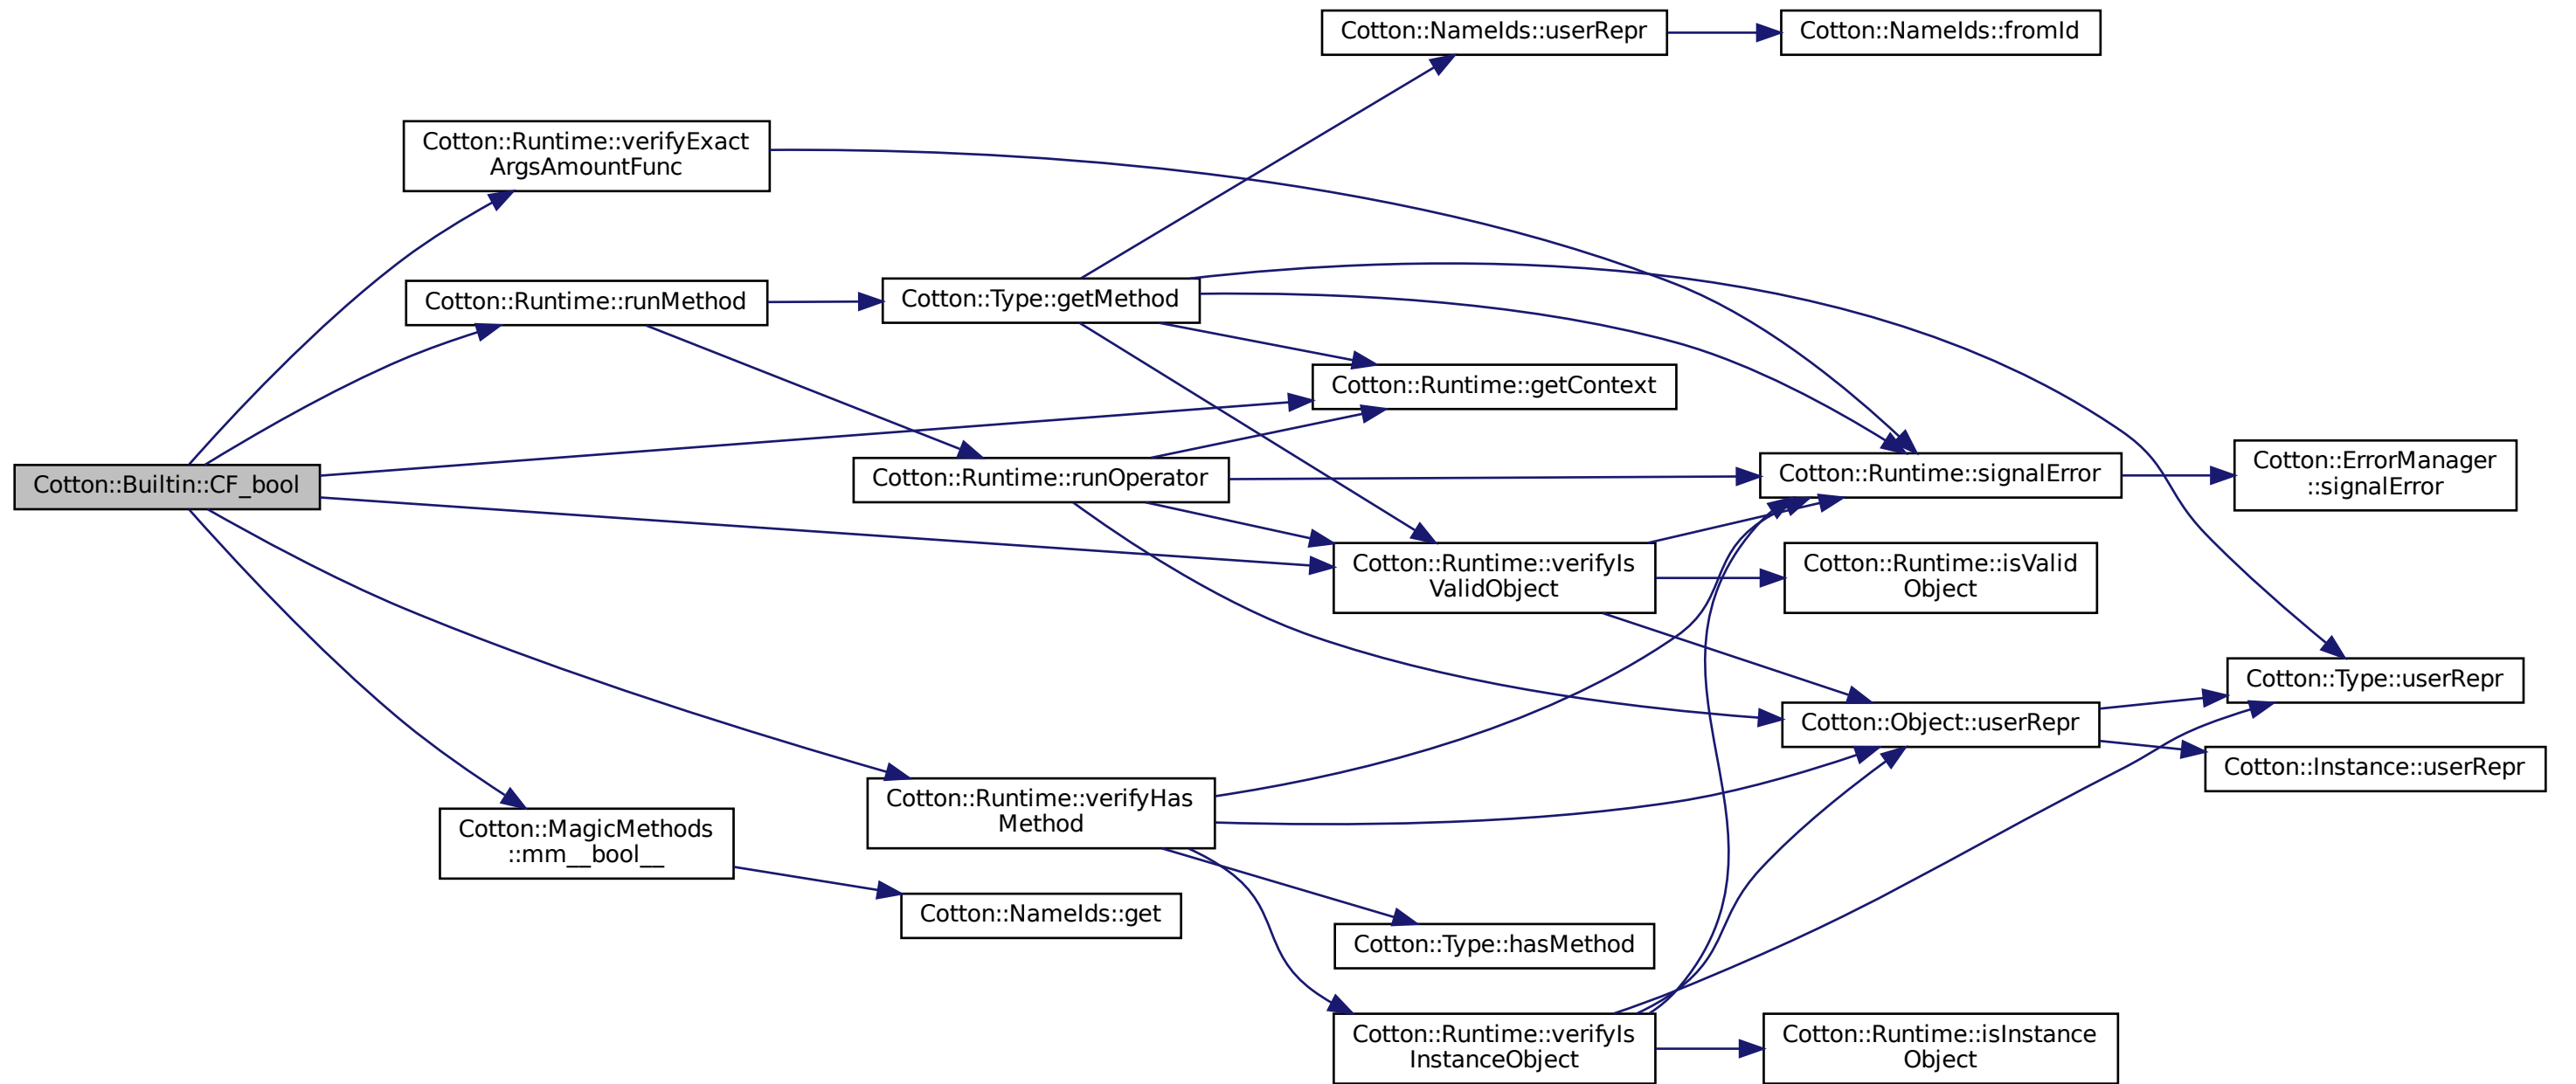 Cotton::NameIds::userRepr
Cotton::NameIds::fromId
Cotton::Runtime::verifyExact
ArgsAmountFunc
Cotton::Runtime::runMethod
Cotton::Type::getMethod
Cotton::Runtime::getContext
Cotton::Builtin::CF_bool
Cotton::Runtime::runOperator
Cotton::Runtime::signalError
Cotton::ErrorManager
::signalError
Cotton::Runtime::verifyIs
ValidObject
Cotton::Runtime::isValid
Object
Cotton::Type::userRepr
Cotton::Object::userRepr
Cotton::Instance::userRepr
Cotton::Runtime::verifyHas
Method
Cotton::MagicMethods
::mm__bool__
Cotton::NameIds::get
Cotton::Type::hasMethod
Cotton::Runtime::verifyIs
InstanceObject
Cotton::Runtime::isInstance
Object